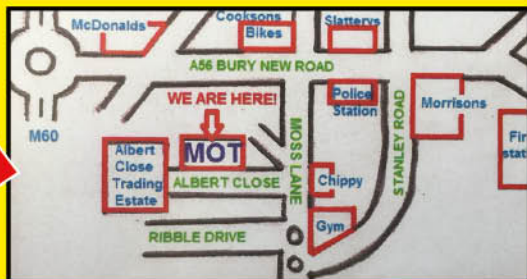 McDonalds
Cooksons
Bikes
Slatterys
A56 BURY NEW ROAD
WE ARE HERE!
Police
Station
Morrisons
M60
MOSS LANE
STANLEY ROAD
Albert
Close
Trading
Estate
MOT
ALBERT CLOSE
Chippy
Gym
RIBBLE DRIVE